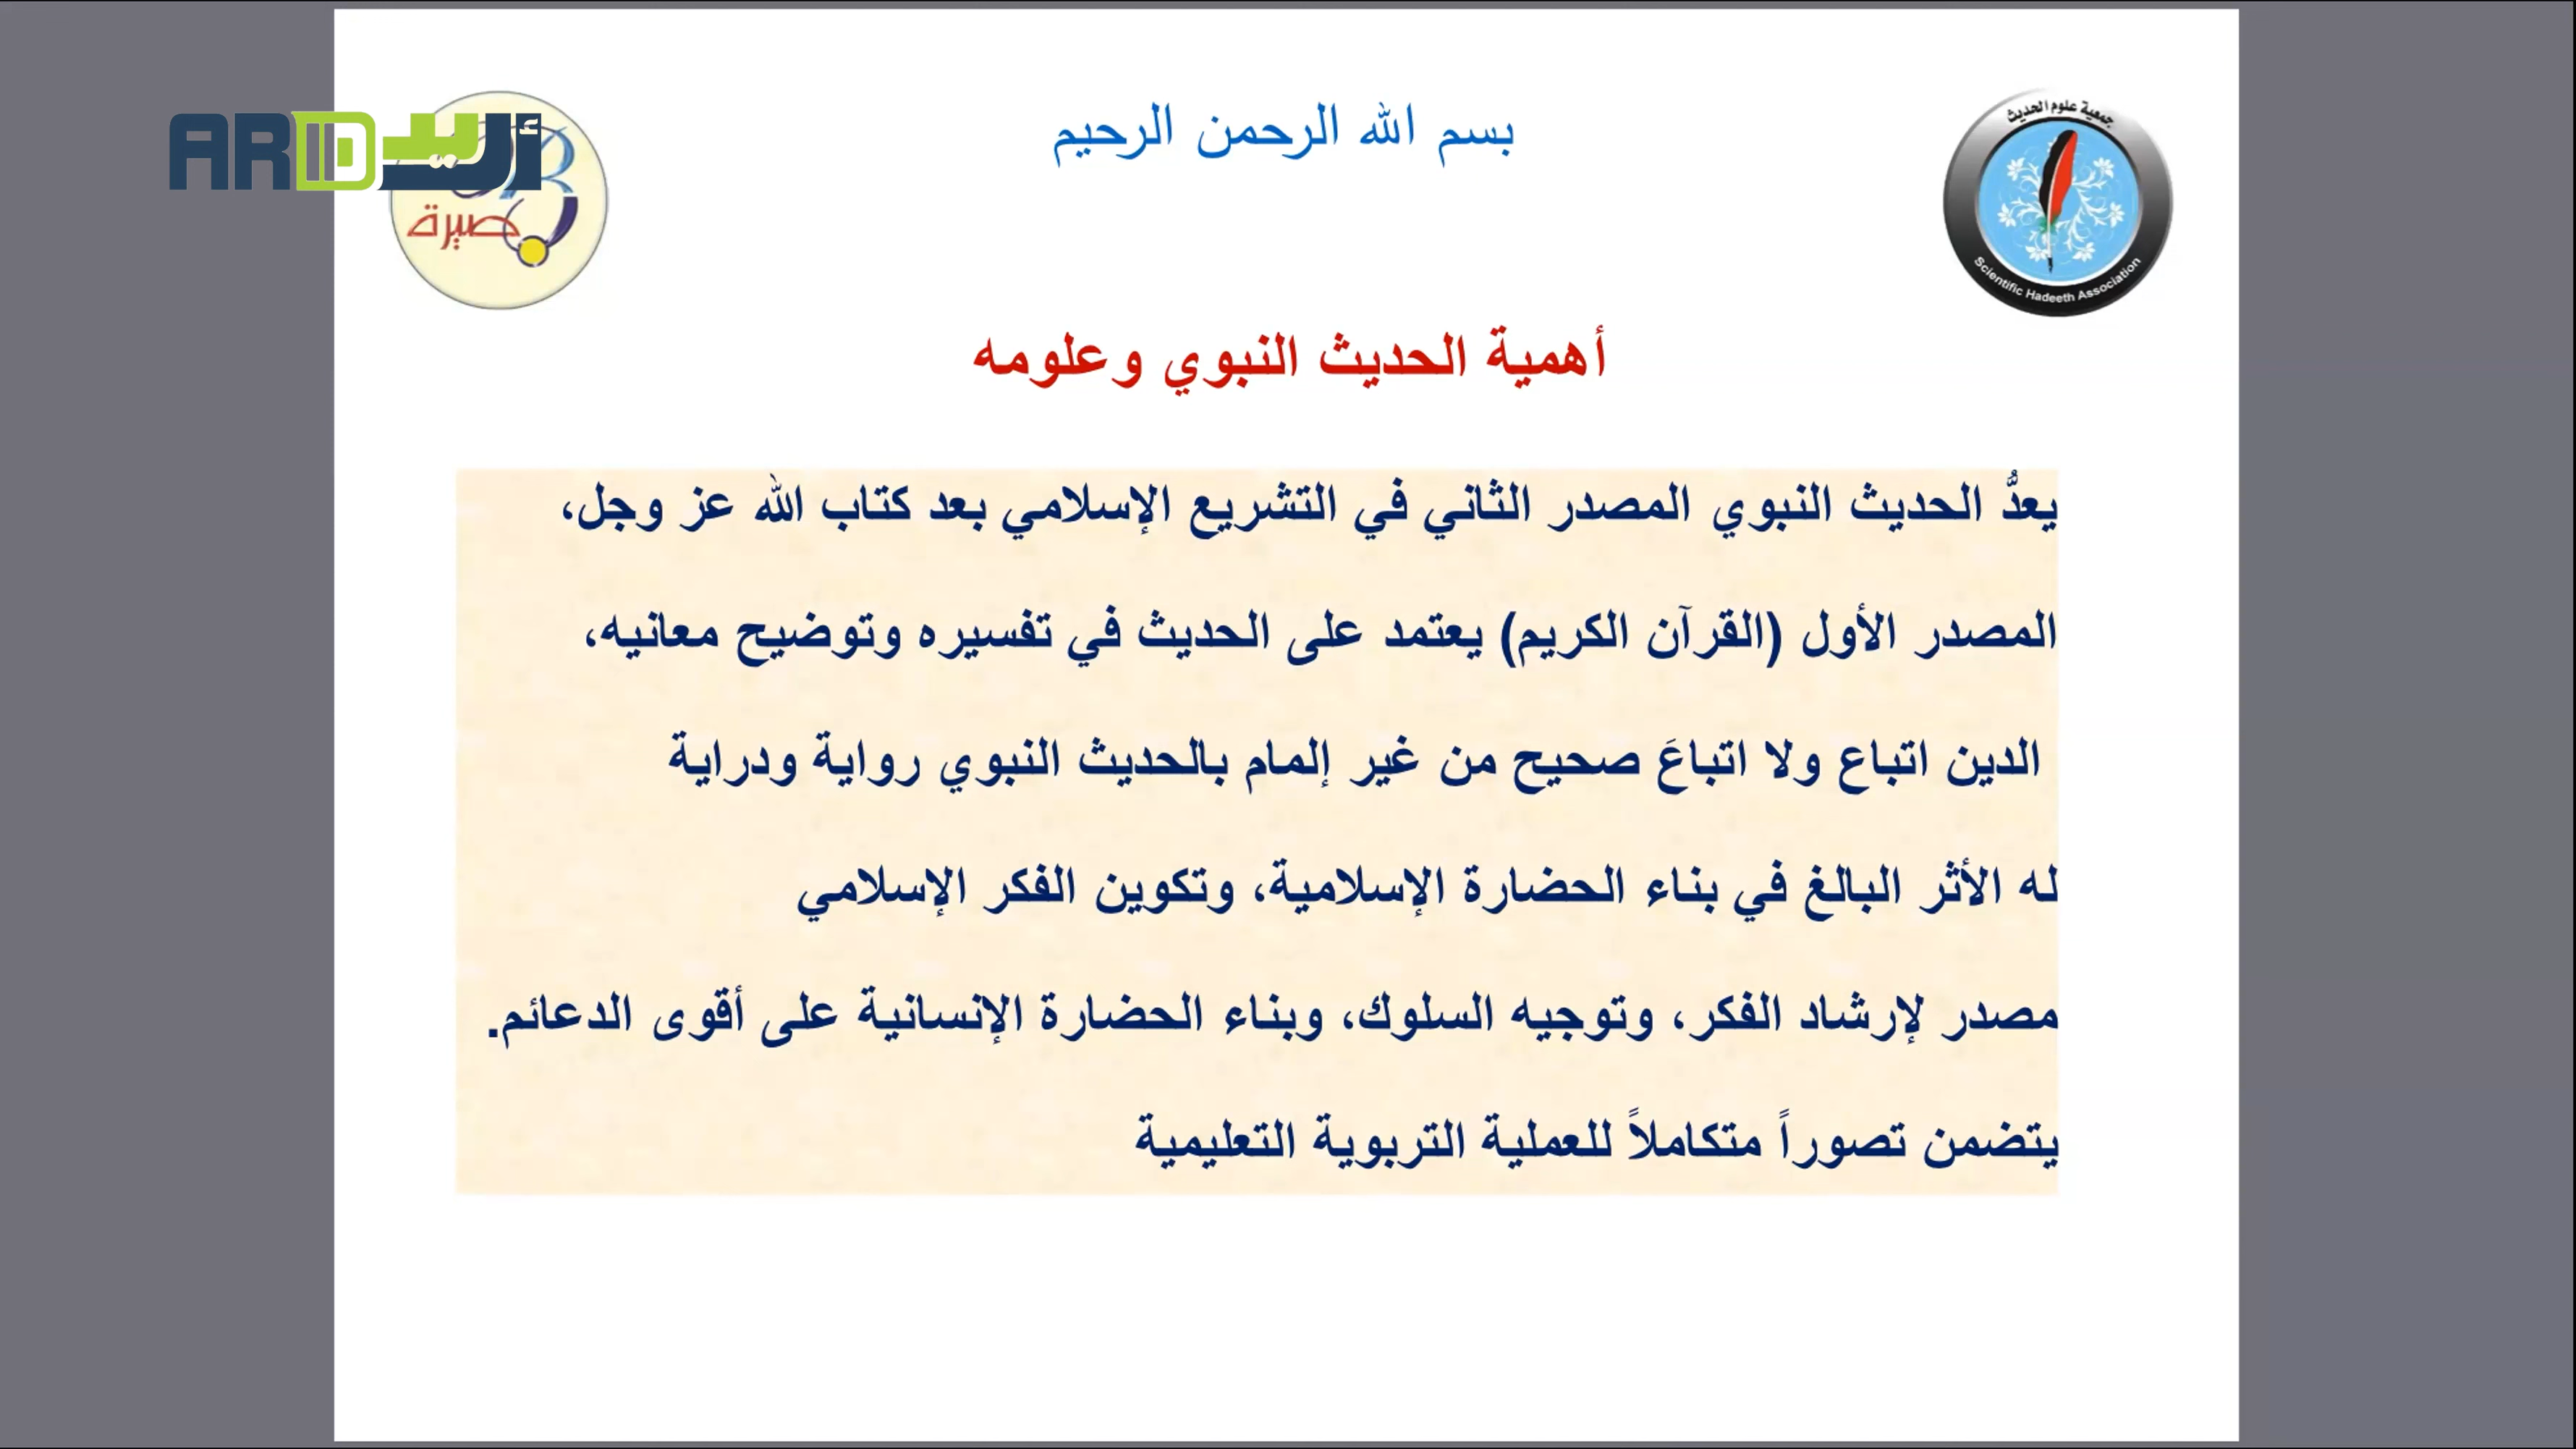 جمعية علوم الحديث
ARID أريد
بسم الله الرحمن الرحيم
صيرة
Scientific Hadeeth Association
أهمية الحديث النبوي وعلومه
يعدُّ الحديث النبوي المصدر الثاني في التشريع الإسلامي بعد كتاب الله عز وجل،
المصدر الأول (القرآن الكريم) يعتمد على الحديث في تفسيره وتوضيح معانيه،
الدين اتباع ولا اتباعَ صحيح من غير إلمام بالحديث النبوي رواية ودراية
له الأثر البالغ في بناء الحضارة الإسلامية، وتكوين الفكر الإسلامي
مصدر لإرشاد الفكر، وتوجيه السلوك، وبناء الحضارة الإنسانية على أقوى الدعائم.
يتضمن تصوراً متكاملاً للعملية التربوية التعليمية